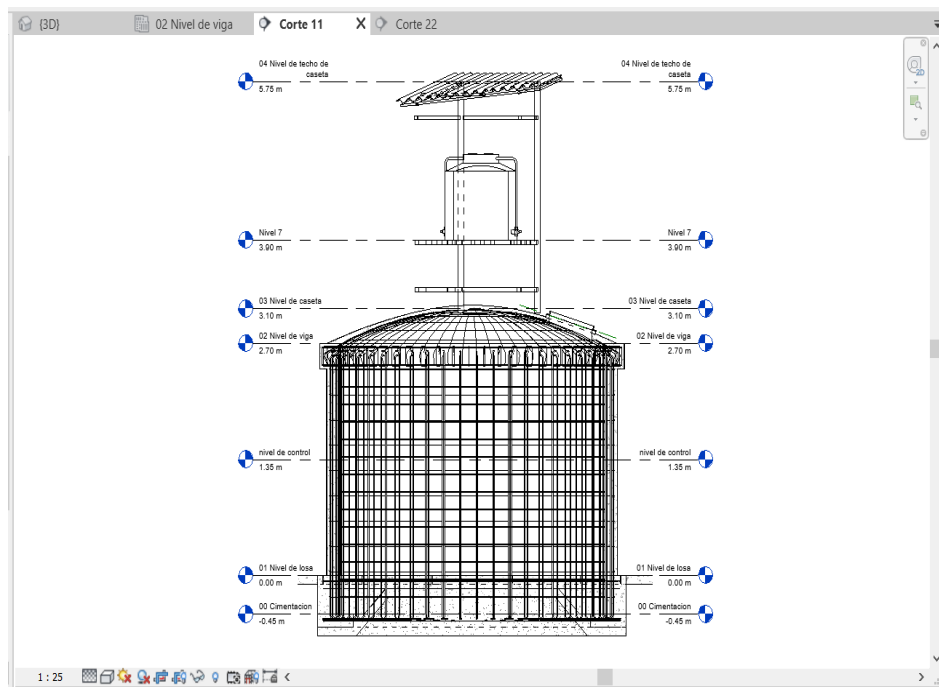 {3D}
02 Nivel de viga
Corte 11
X
Corte 22
04 Nivel de techo de
caseta
5.75 m
04 Nivel de techo de
caseta
5.75 m
2D
Nivel 7
3.90 m
Nivel 7
3.90 m
03 Nivel de caseta
3.10 m
03 Nivel de caseta
3.10 m
02 Nivel de viga
2.70 m
02 Nivel de viga
2.70 m
nivel de control
1.35 m
nivel de control
1.35 m
01 Nivel de losa
0.00 m
01 Nivel de losa
0.00 m
00 Cimentacion
-0.45 m
00 Cimentacion
-0.45 m
1 : 25